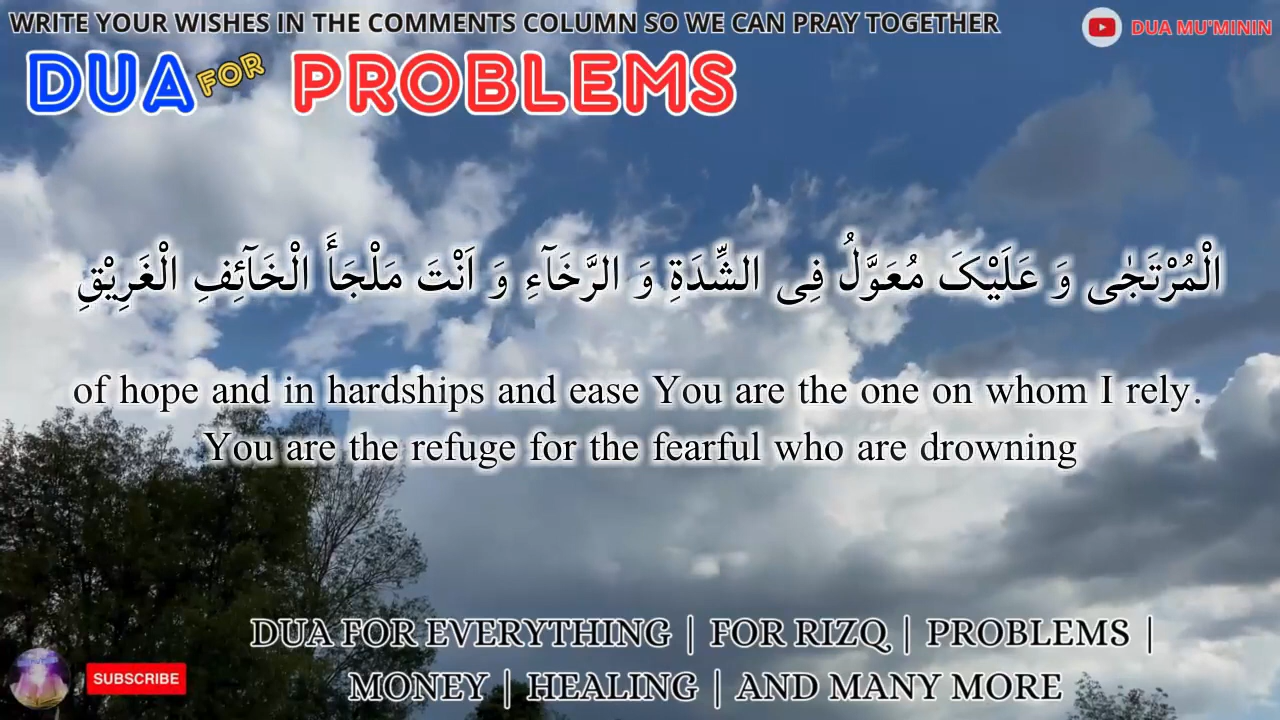 WRITE YOUR WISHES IN THE COMMENTS COLUMN SO WE CAN PRAY TOGETHER
DUA MU'MININ
DUA FOR PROBLEMS
الْمُرْتَجٰى وَ عَلَیْکَ مُعَوَّلُ فِی الشِّدَةِ وَ الرَّخَآءِ وَ اَنْتَ مَلْجَأَ الْخَآئِفِ الْغَرِیْقِ
of hope and in hardships and ease You are the one on whom I rely.
You are the refuge for the fearful who are drowning
DUA FOR EVERYTHING | FOR RIZQ | PROBLEMS |
MONEY | HEALING | AND MANY MORE
SUBSCRIBE